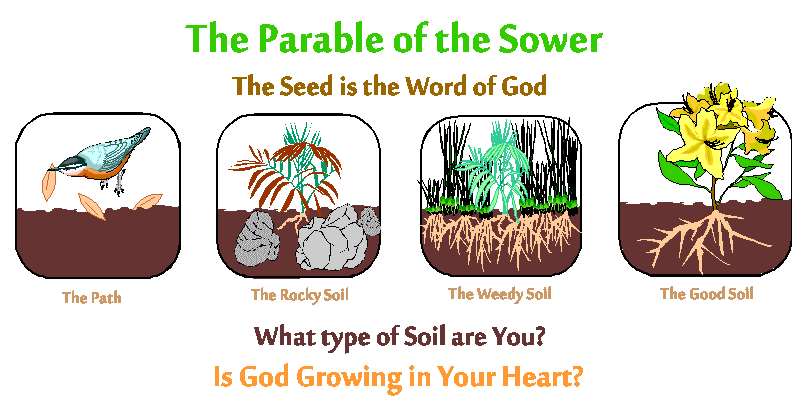 The Parable of the Sower
The Seed is the Word of God
The Path
The Rocky Soil
The Weedy Soil
The Good Soil
What type of Soil are You?
Is God Growing in Your Heart?